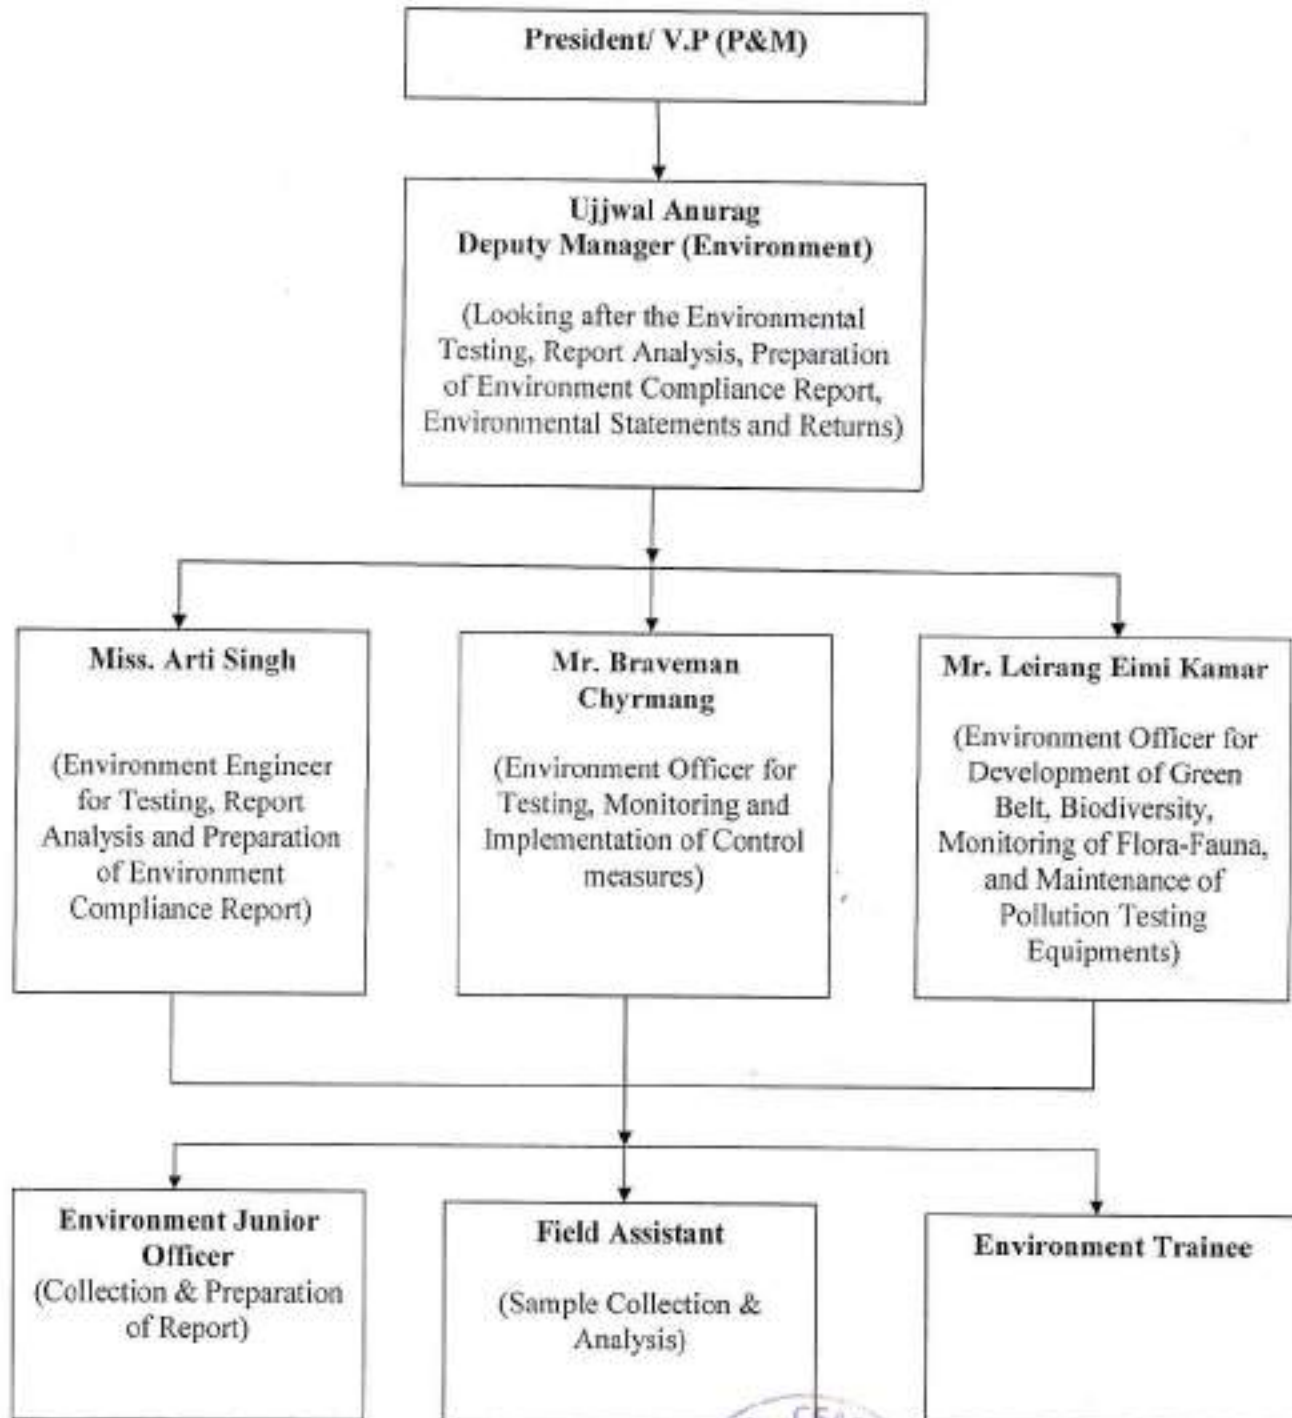 President/ V.P (P&M)
Ujjwal Anurag
Deputy Manager (Environment)
(Looking after the Environmental
Testing, Report Analysis, Preparation
of Environment Compliance Report,
Environmental Statements and Returns)
Miss. Arti Singh
(Environment Engineer
for Testing, Report
Analysis and Preparation
of Environment
Compliance Report)
Mr. Braveman
Chyrmang
(Environment Officer for
Testing, Monitoring and
Implementation of Control
measures)
Mr. Leirang Eimi Kamar
(Environment Officer for
Development of Green
Belt, Biodiversity,
Monitoring of Flora-Fauna,
and Maintenance of
Pollution Testing
Equipments)
Environment Junior
Officer
(Collection & Preparation
of Report)
Field Assistant
(Sample Collection &
Analysis)
Environment Trainee